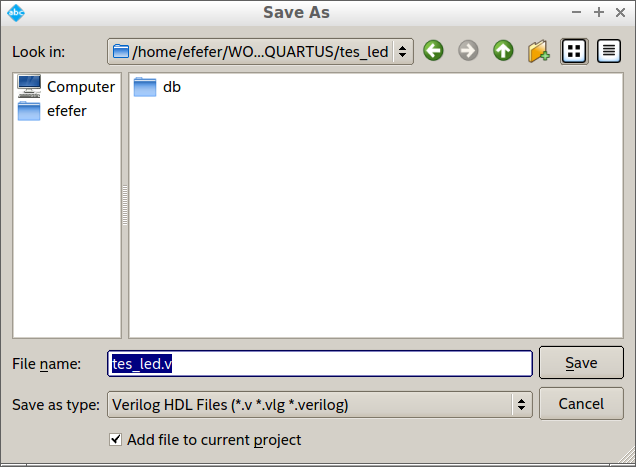 abc Save As
Look in: /home/efefer/WO...QUARTUS/tes_led
Computer db
efefer
File name: tes_led.v Save
Save as type: Verilog HDL Files (*.v *.vlg *.verilog) Cancel
Add file to current project